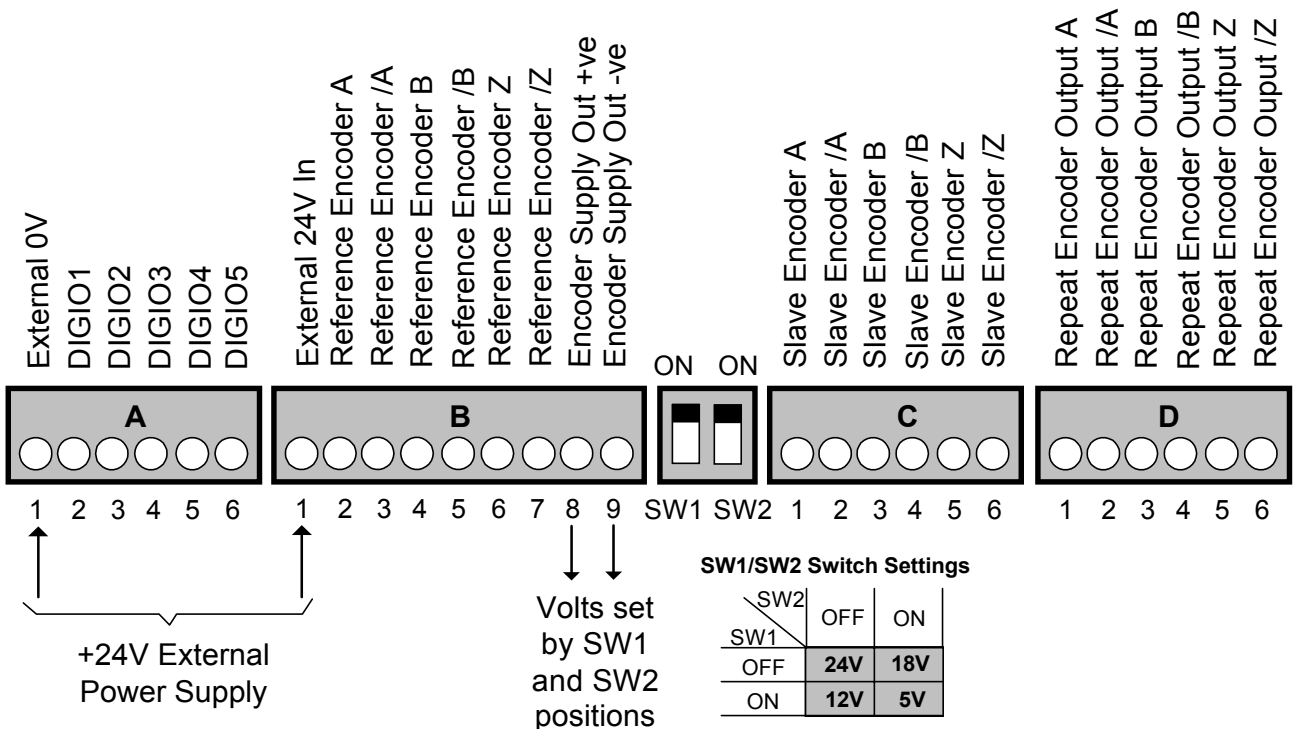 External 0V
DIGIO1
DIGIO2
DIGIO3
DIGIO4
DIGIO5
External 24V In
Reference Encoder A
Reference Encoder /A
Reference Encoder B
Reference Encoder /B
Reference Encoder Z
Reference Encoder /Z
Encoder Supply Out +ve
Encoder Supply Out -ve
Slave Encoder A
Slave Encoder /A
Slave Encoder B
Slave Encoder /B
Slave Encoder Z
Slave Encoder /Z
Repeat Encoder Output A
Repeat Encoder Output /A
Repeat Encoder Output B
Repeat Encoder Output /B
Repeat Encoder Output Z
Repeat Encoder Ouput /Z
ON ON
A B C D
1 2 3 4 5 6 1 2 3 4 5 6 7 8 9 SW1 SW2 1 2 3 4 5 6 1 2 3 4 5 6
+24V External
Power Supply
Volts set
by SW1
and SW2
positions
SW1/SW2 Switch Settings
SW2 OFF ON
SW1
OFF 24V 18V
ON 12V 5V